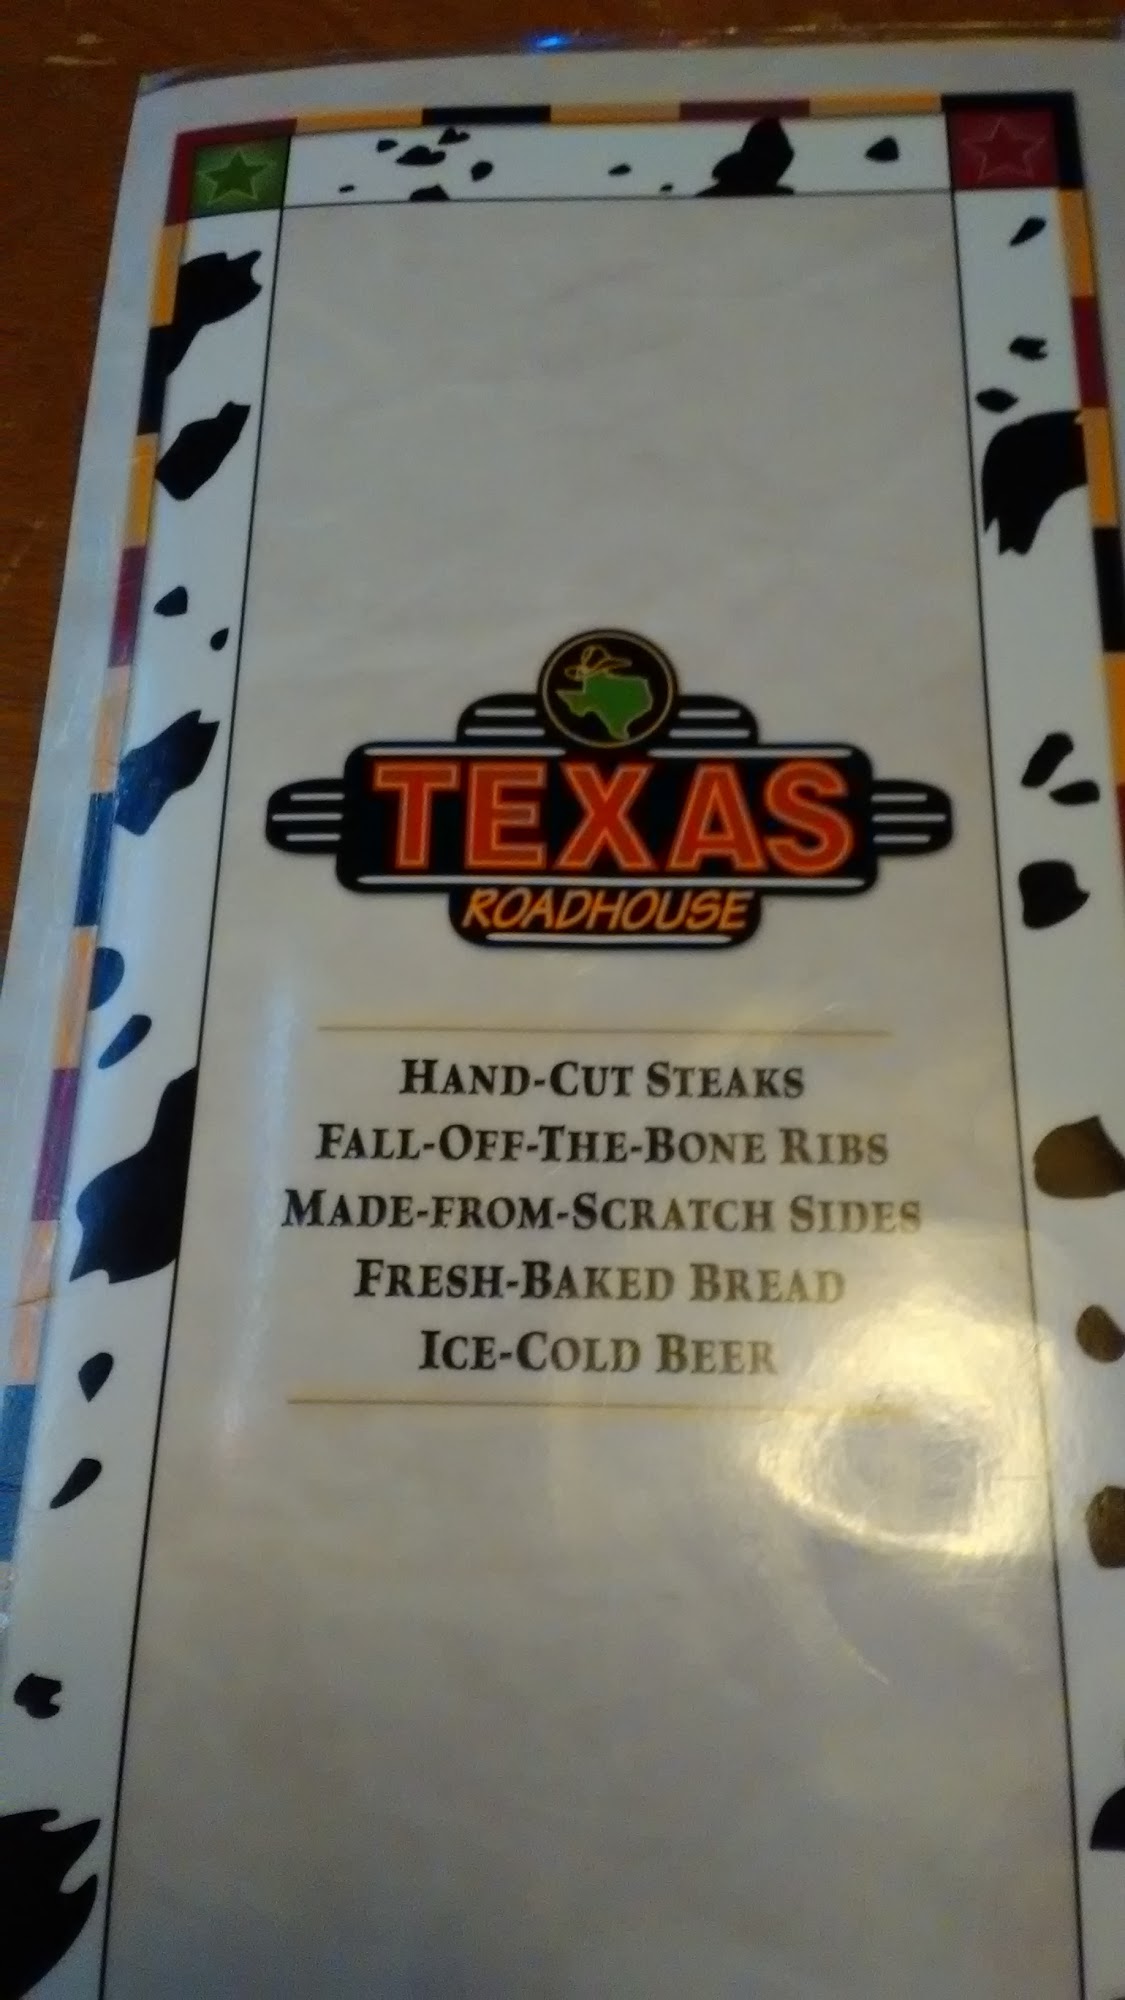 TEXAS
ROADHOUSE
HAND-CUT STEAKS
FALL-OFF-THE-BONE RIBS
MADE-FROM-SCRATCH SIDES
FRESH-BAKED BREAD
ICE-COLD BEER